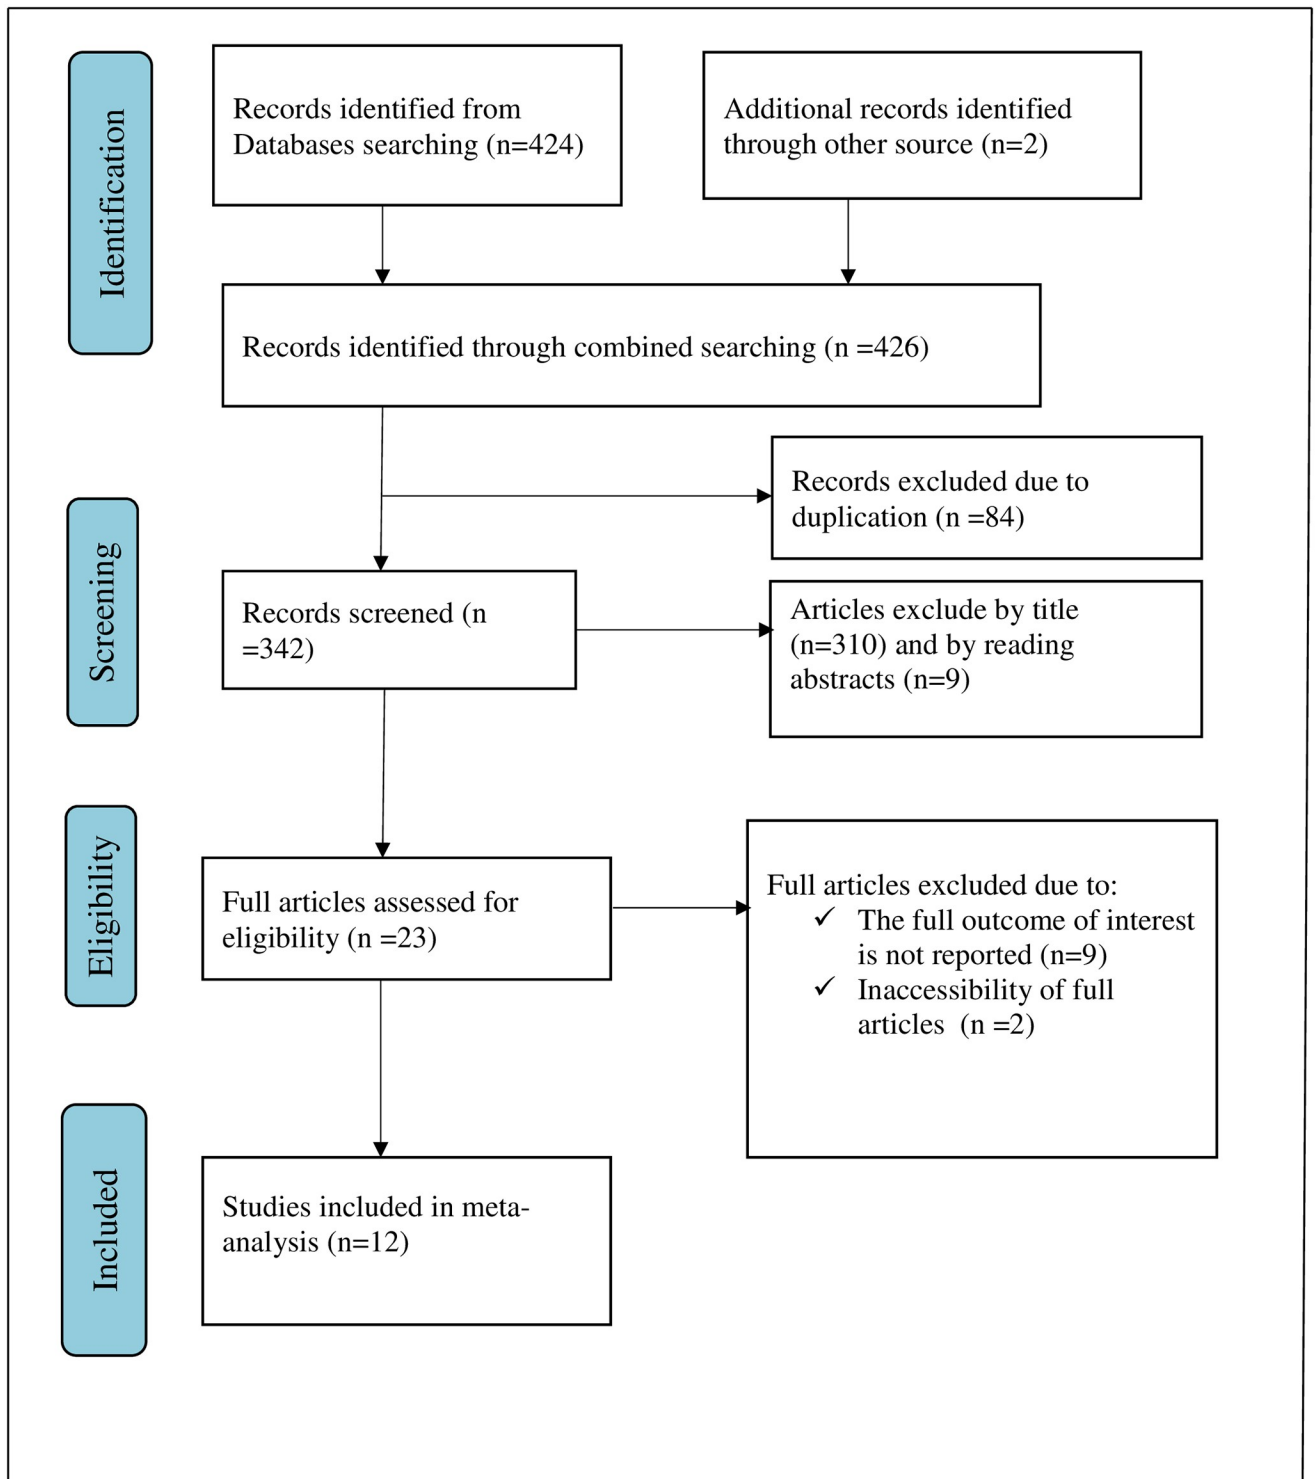 Identification
Records identified from
Databases searching (n=424)
Additional records identified
through other source (n=2)
Records identified through combined searching (n =426)
Records excluded due to
duplication (n =84)
Screening
Records screened (n
=342)
Articles exclude by title
(n=310) and by reading
abstracts (n=9)
Eligibility
Full articles assessed for
eligibility (n =23)
Full articles excluded due to:
✓ The full outcome of interest
is not reported (n=9)
✓ Inaccessibility of full
articles (n =2)
Included
Studies included in meta-
analysis (n=12)